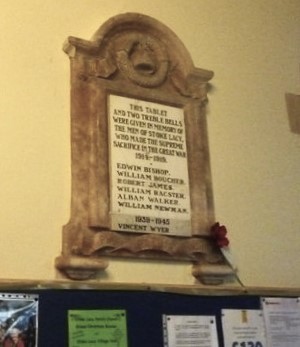 THIS TABLET
AND TWO TREBLE BELLS
WERE GIVEN IN MEMORY OF
THE MEN OF STOKE LACY,
WHO MADE THE SUPREME
SACRIFICE IN THE GREAT WAR
1914-1919.
EDWIN BISHOP.
WILLIAM BOUCHER.
ROBERT JAMES.
WILLIAM RACSTER.
ALBAN WALKER.
WILLIAM NEWMAN.
1939-1945
VINCENT WYER